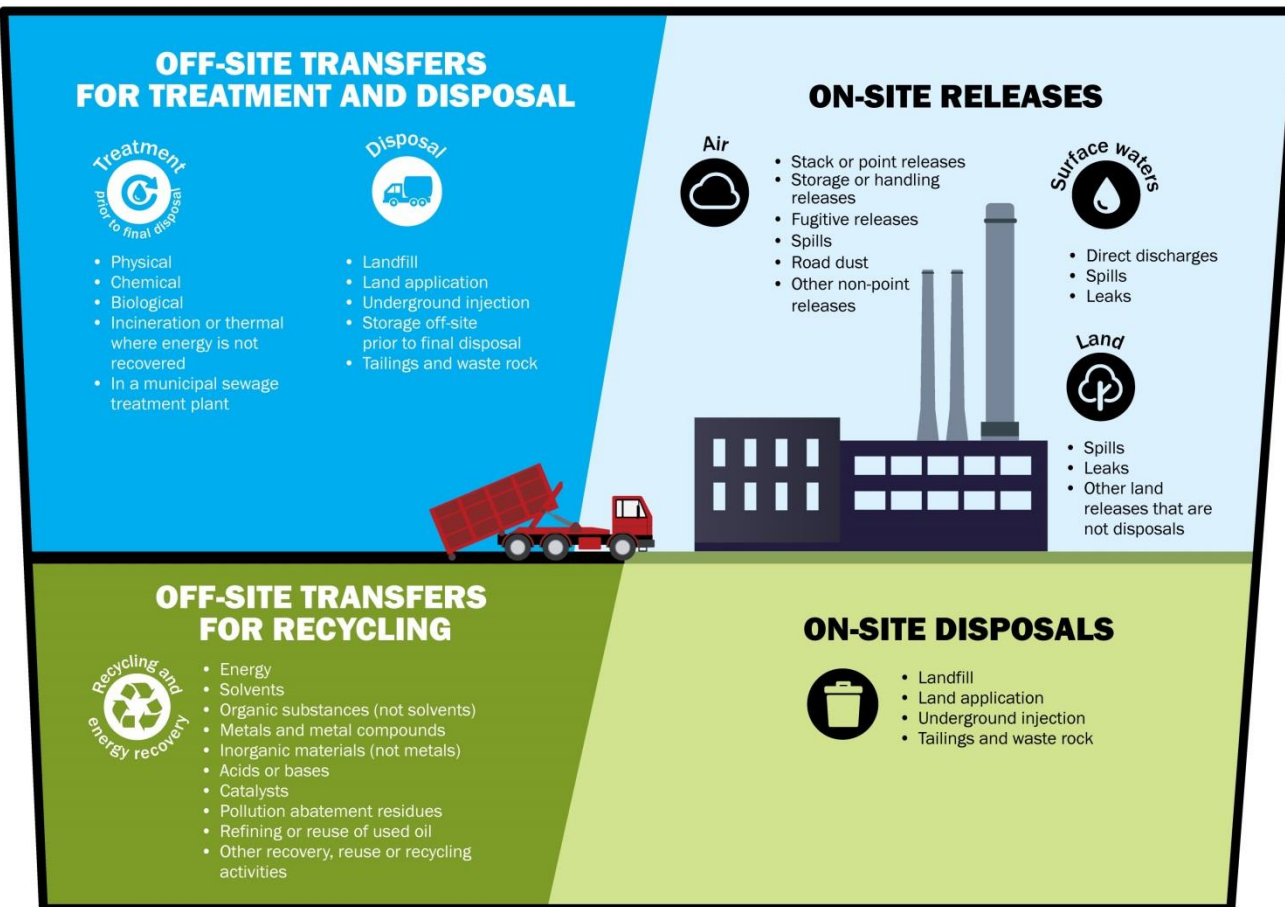 OFF-SITE TRANSFERS
FOR TREATMENT AND DISPOSAL
Treatment
prior to final disposal
• Physical
• Chemical
• Biological
• Incineration or thermal
where energy is not
recovered
• In a municipal sewage
treatment plant
Disposal
• Landfill
• Land application
• Underground injection
• Storage off-site
prior to final disposal
• Tailings and waste rock
ON-SITE RELEASES
Air
• Stack or point releases
• Storage or handling
releases
• Fugitive releases
• Spills
• Road dust
• Other non-point
releases
Surface waters
• Direct discharges
• Spills
• Leaks
Land
• Spills
• Leaks
• Other land
releases that are
not disposals
OFF-SITE TRANSFERS
FOR RECYCLING
Recycling and
energy recovery
• Energy
• Solvents
• Organic substances (not solvents)
• Metals and metal compounds
• Inorganic materials (not metals)
• Acids or bases
• Catalysts
• Pollution abatement residues
• Refining or reuse of used oil
• Other recovery, reuse or recycling
activities
ON-SITE DISPOSALS
• Landfill
• Land application
• Underground injection
• Tailings and waste rock